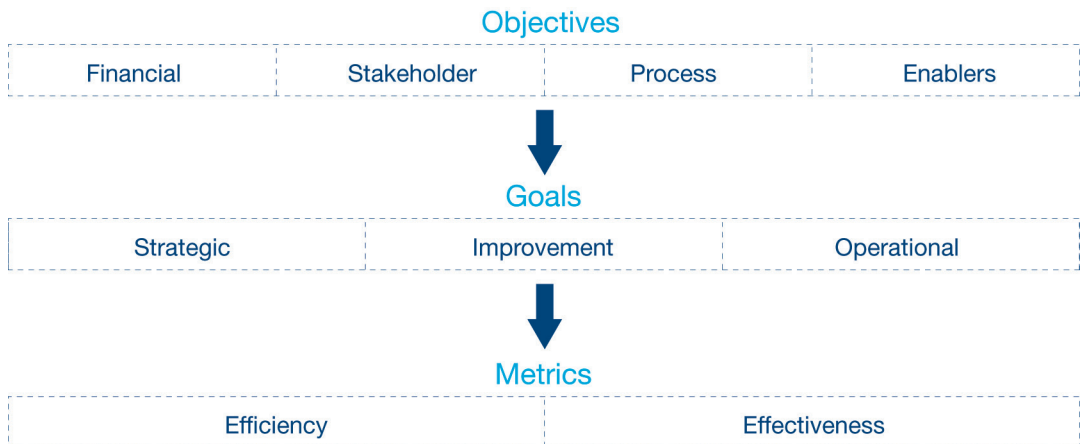 Objectives
Financial Stakeholder Process Enablers
Goals
Strategic Improvement Operational
Metrics
Efficiency Effectiveness